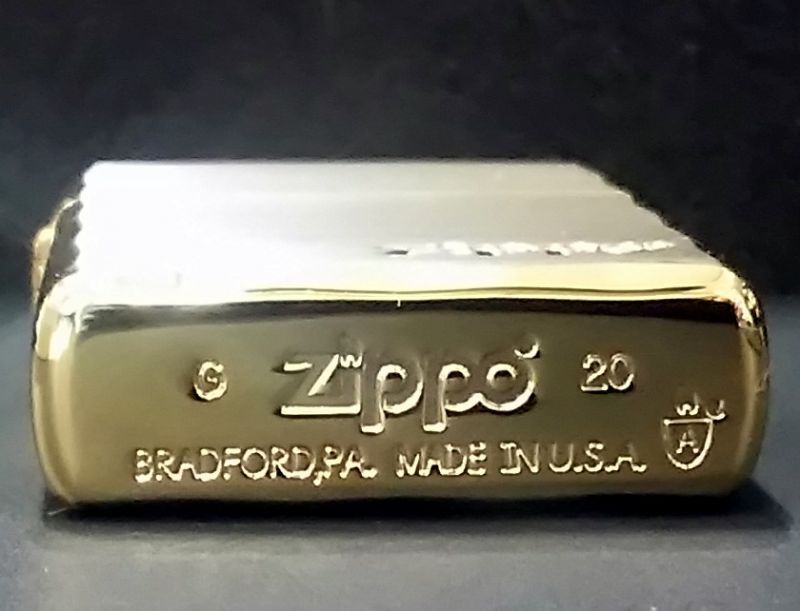 G Zippo 20
BRADFORD, PA. MADE IN U.S.A.
A